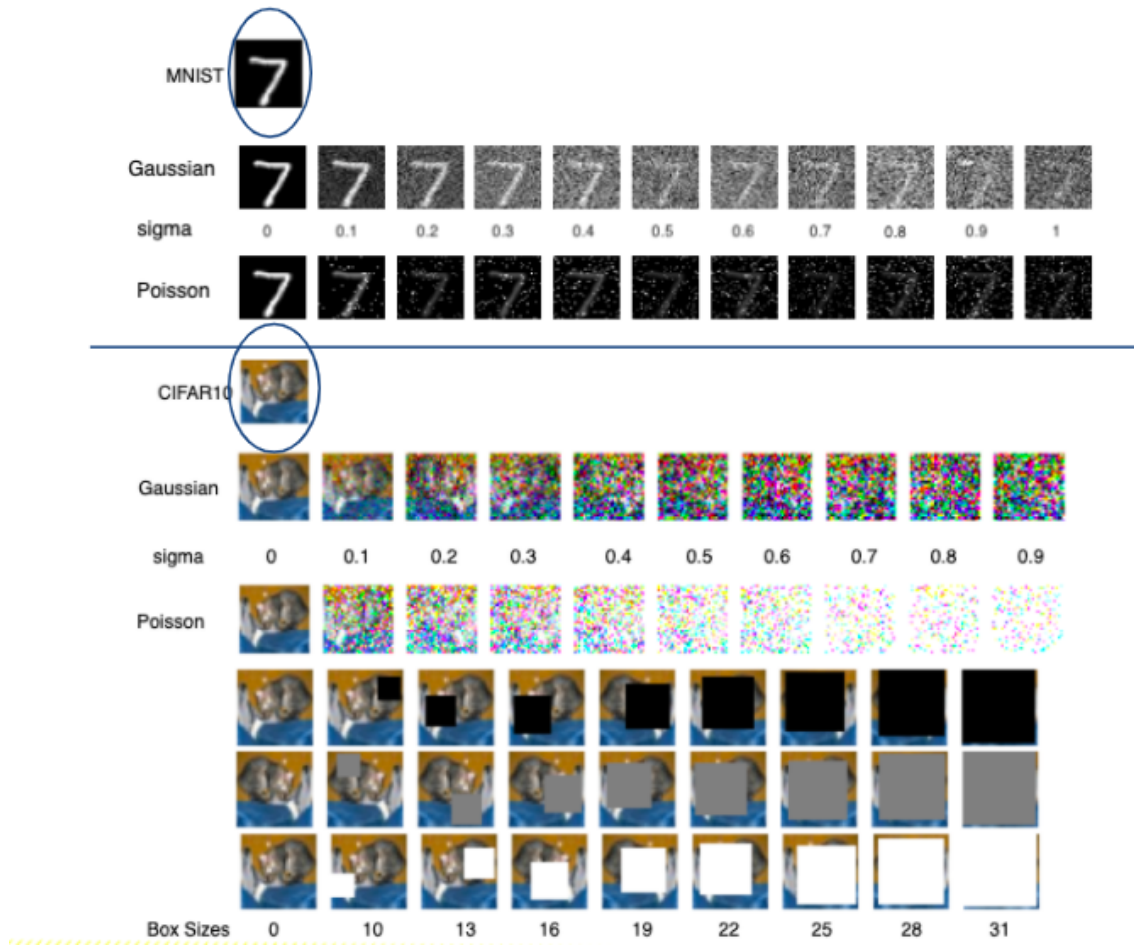 MNIST
Gaussian
sigma 0 0.1 0.2 0.3 0.4 0.5 0.6 0.7 0.8 0.9 1
Poisson
CIFAR10
Gaussian
sigma 0 0.1 0.2 0.3 0.4 0.5 0.6 0.7 0.8 0.9
Poisson
Box Sizes 0 10 13 16 19 22 25 28 31